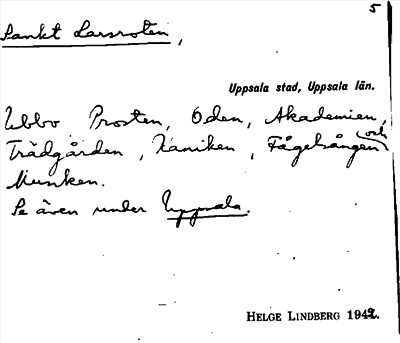 5
Sankt Larsroten,
Uppsala stad, Uppsala län.
Ubbo Prosten, Oden, Akademien,
Trädgården, Kaniken, Fågelsången och
Munken.
Se även under Uppsala.
HELGE LINDBERG 1942.